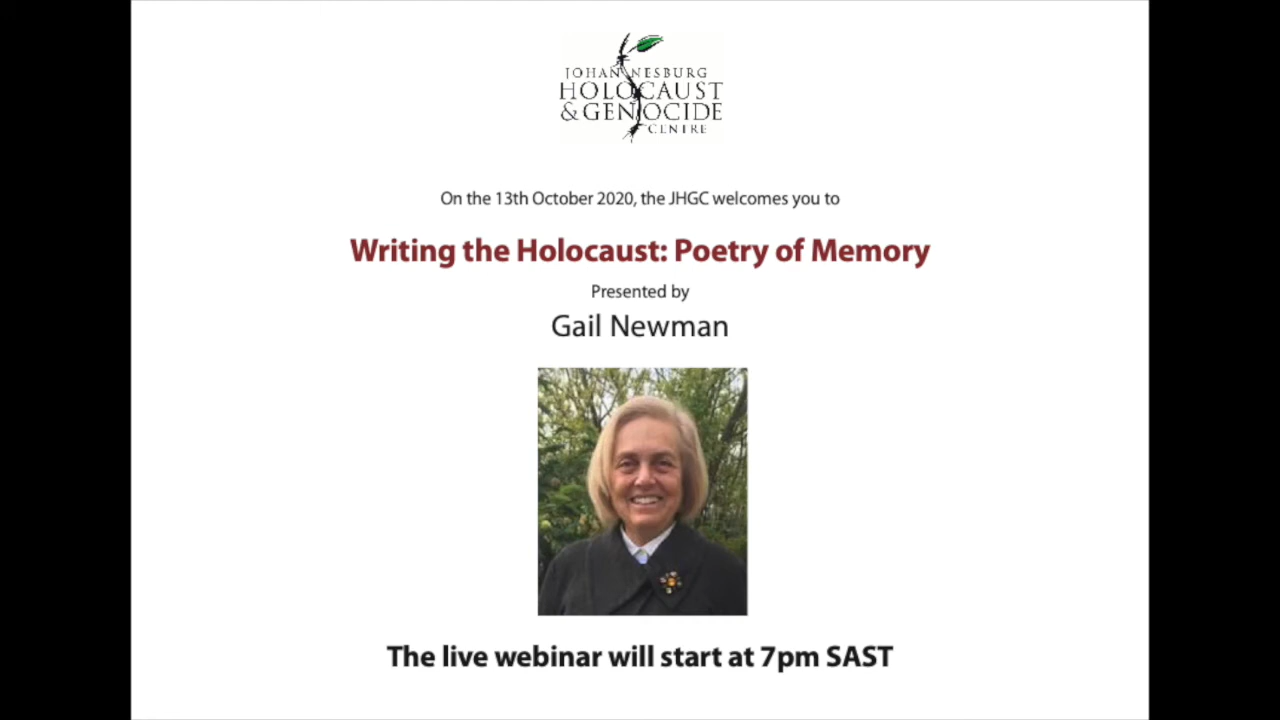 JOHANNESBURG
HOLOCAUST
& GENOCIDE
CENTRE
On the 13th October 2020, the JHGC welcomes you to
Writing the Holocaust: Poetry of Memory
Presented by
Gail Newman
The live webinar will start at 7pm SAST